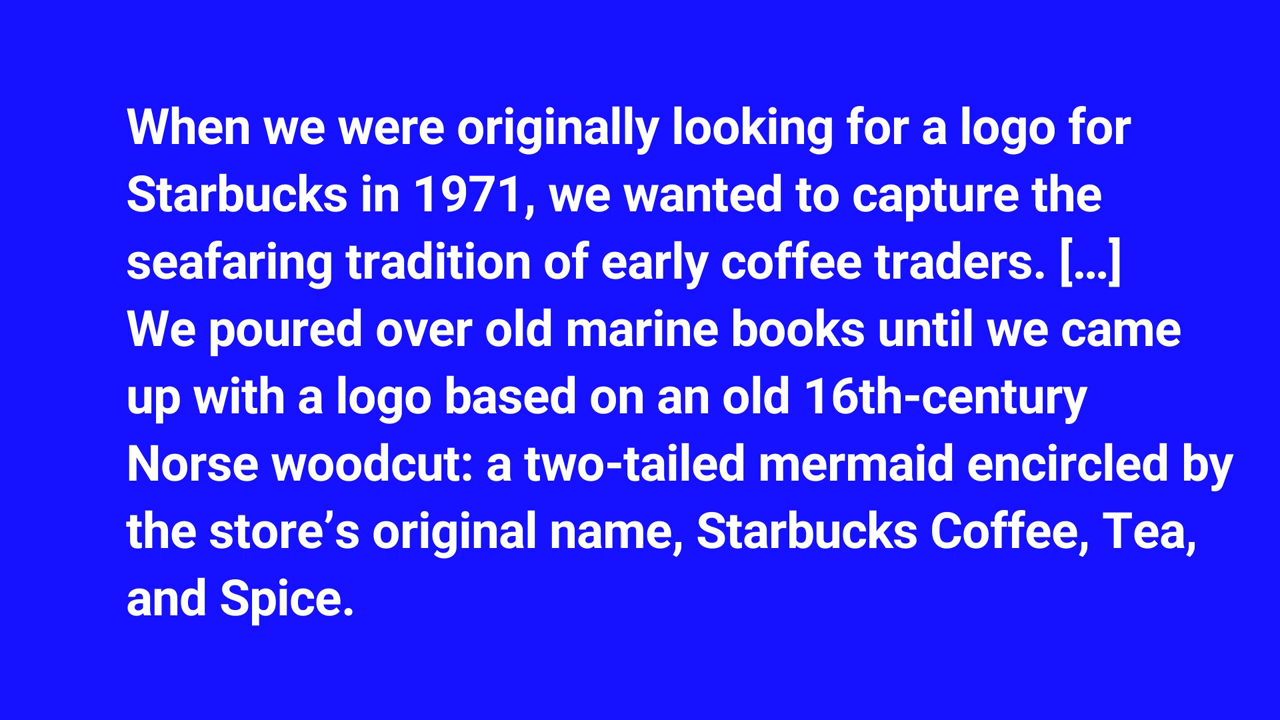 When we were originally looking for a logo for
Starbucks in 1971, we wanted to capture the
seafaring tradition of early coffee traders. […]
We poured over old marine books until we came
up with a logo based on an old 16th-century
Norse woodcut: a two-tailed mermaid encircled by
the store’s original name, Starbucks Coffee, Tea,
and Spice.